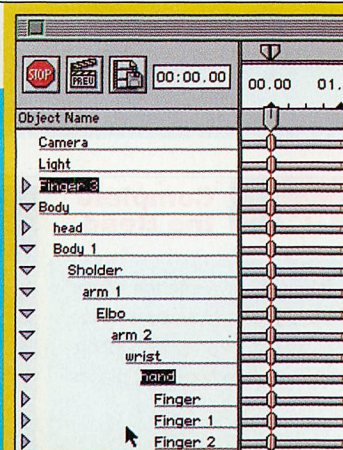 STOP PREV 00:00.00 00.00 01.
Object Name
Camera
Light
Finger 3
Body
head
Body 1
Sholder
arm 1
Elbo
arm 2
wrist
hand
Finger
Finger 1
Finger 2